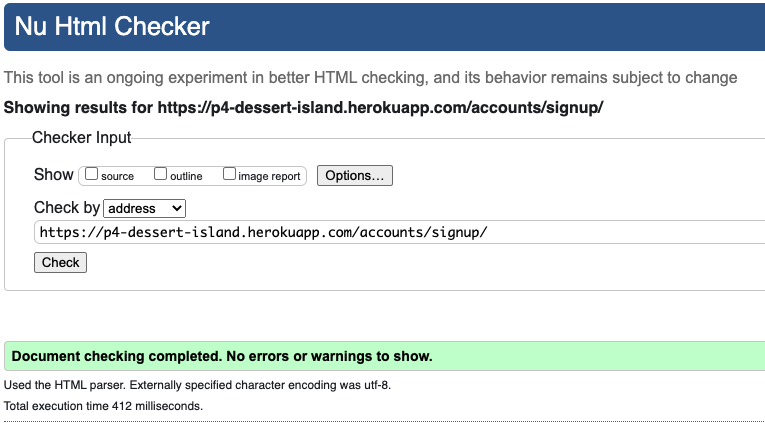 Nu Html Checker
This tool is an ongoing experiment in better HTML checking, and its behavior remains subject to change
Showing results for https://p4-dessert-island.herokuapp.com/accounts/signup/
Checker Input
Show source outline image report Options...
Check by address
https://p4-dessert-island.herokuapp.com/accounts/signup/
Check
Document checking completed. No errors or warnings to show.
Used the HTML parser. Externally specified character encoding was utf-8.
Total execution time 412 milliseconds.